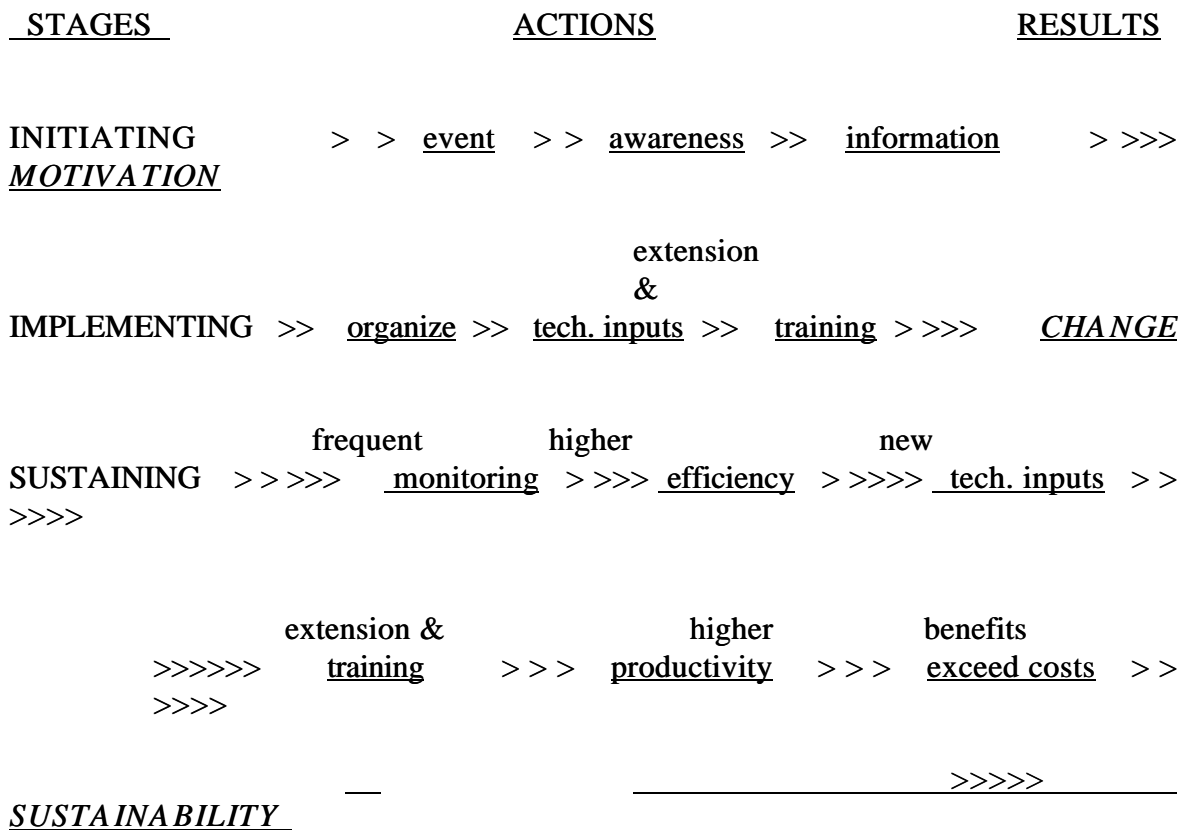 STAGES ACTIONS RESULTS
INITIATING > > event > > awareness >> information > >>>
MOTIVATION
extension
&
IMPLEMENTING >> organize >> tech. inputs >> training > >>> CHANGE
frequent higher new
SUSTAINING > > >>> monitoring > >>> efficiency > >>>> tech. inputs > >
>>>>
extension & higher benefits
>>>>>> training > > > productivity > > > exceed costs > >
>>>>
>>>>>
SUSTAINABILITY